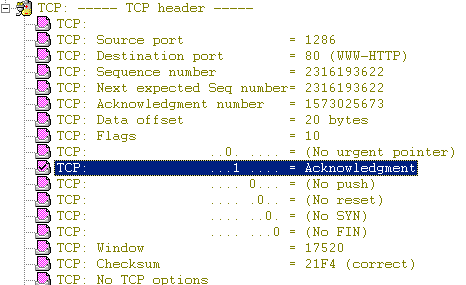 TCP: ----- TCP header -----
TCP:
TCP: Source port = 1286
TCP: Destination port = 80 (WWW-HTTP)
TCP: Sequence number = 2316193622
TCP: Next expected Seq number= 2316193622
TCP: Acknowledgment number = 1573025673
TCP: Data offset = 20 bytes
TCP: Flags = 10
TCP: ..0. .... = (No urgent pointer)
TCP: ...1 .... = Acknowledgment
TCP: .... 0... = (No push)
TCP: .... .0.. = (No reset)
TCP: .... ..0. = (No SYN)
TCP: .... ...0 = (No FIN)
TCP: Window = 17520
TCP: Checksum = 21F4 (correct)
TCP: No TCP options